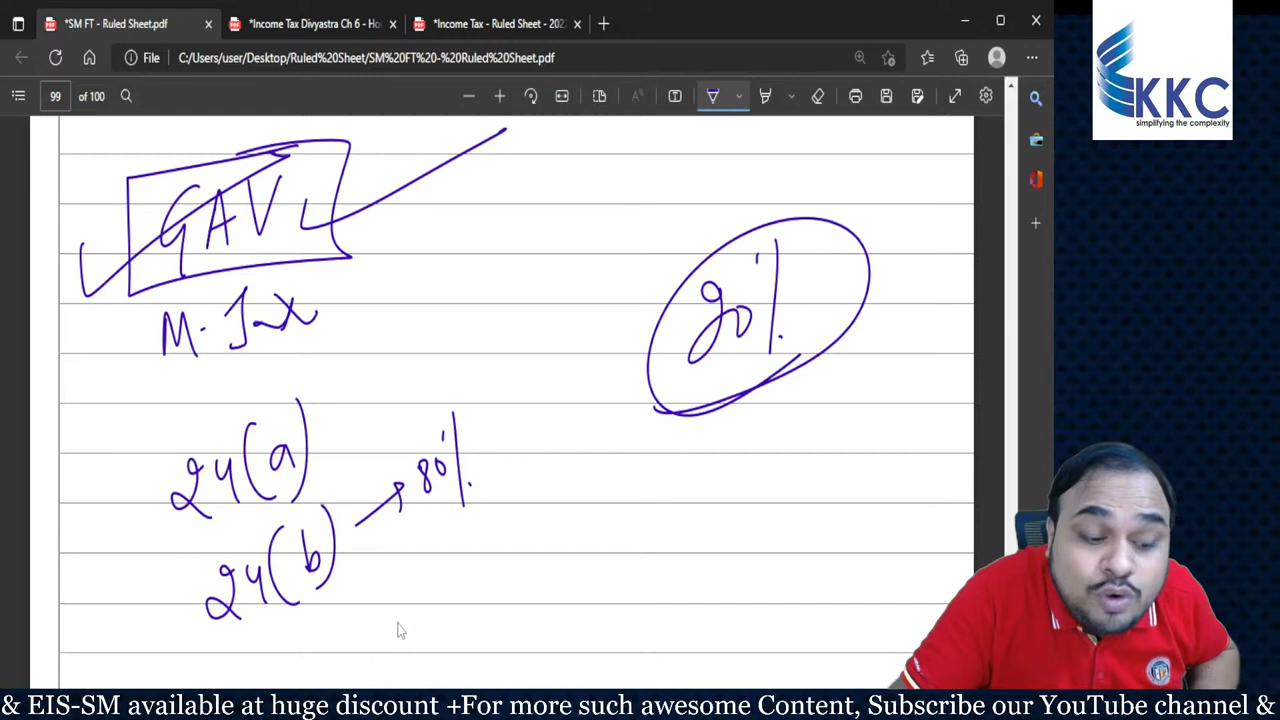 *SM FT - Ruled Sheet.pdf
*Income Tax Divyastra Ch 6 - Ho
*Income Tax - Ruled Sheet - 202
File C:/Users/user/Desktop/Ruled%20Sheet/SM%20FT%20-%20Ruled%20Sheet.pdf
99 of 100
KKC
simplifying the complexity
GAV
M. Tax
90%
24(a)
24(b) → 80%
& EIS-SM available at huge discount +For more such awesome Content, Subscribe our YouTube channel &